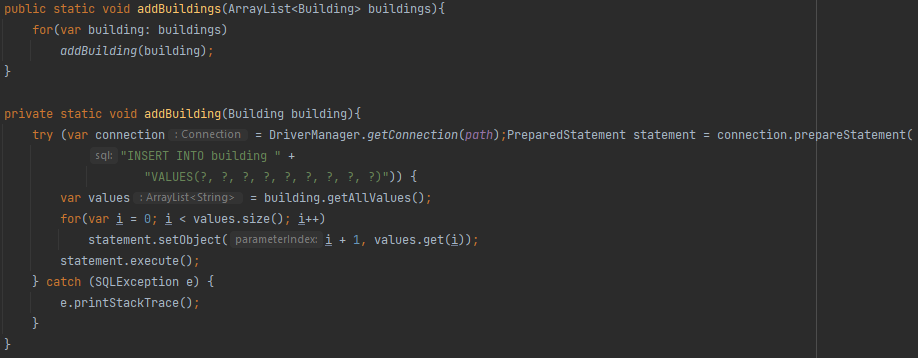 public static void addBuildings(ArrayList<Building> buildings){
    for(var building: buildings)
        addBuilding(building);
}

private static void addBuilding(Building building){
    try (var connection : Connection = DriverManager.getConnection(path);PreparedStatement statement = connection.prepareStatement(
            sql: "INSERT INTO building " +
                    "VALUES(?, ?, ?, ?, ?, ?, ?, ?, ?, ?)")) {
        var values : ArrayList<String> = building.getAllValues();
        for(var i = 0; i < values.size(); i++)
            statement.setObject( parameterIndex: i + 1, values.get(i));
        statement.execute();
    } catch (SQLException e) {
        e.printStackTrace();
    }
}